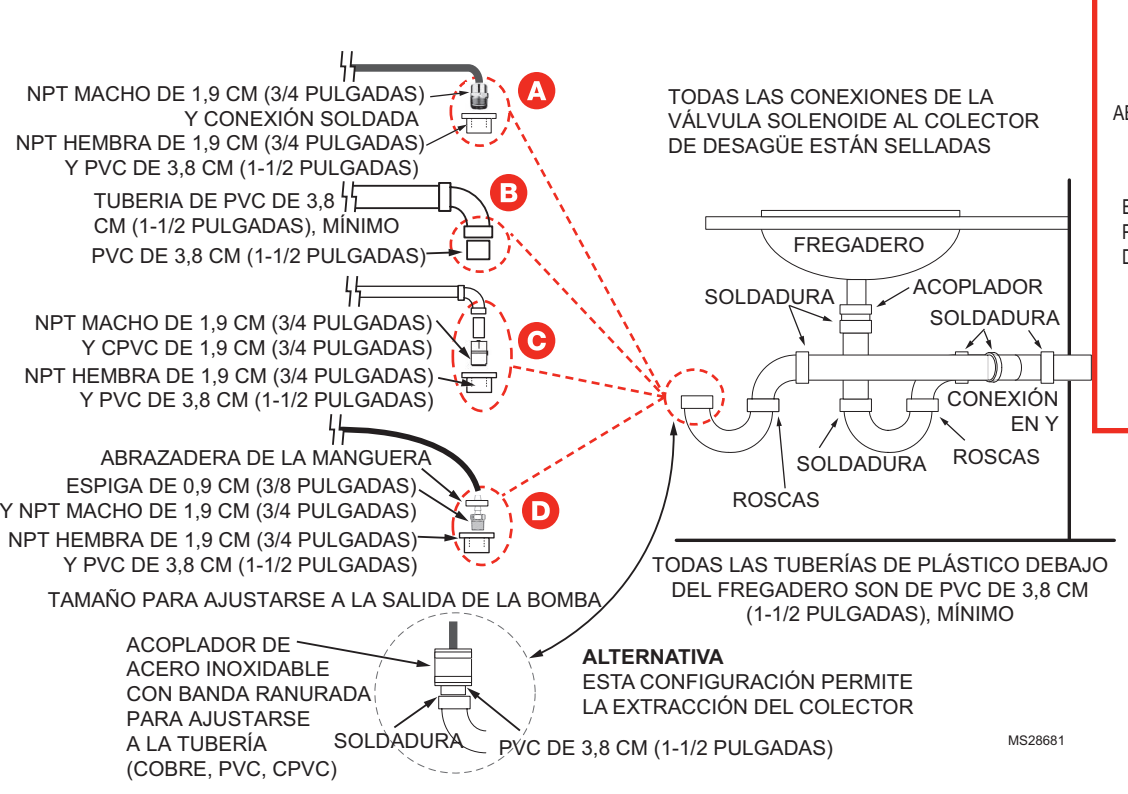 NPT MACHO DE 1,9 CM (3/4 PULGADAS)
Y CONEXIÓN SOLDADA
NPT HEMBRA DE 1,9 CM (3/4 PULGADAS)
Y PVC DE 3,8 CM (1-1/2 PULGADAS)
A
TUBERIA DE PVC DE 3,8
CM (1-1/2 PULGADAS), MÍNIMO
PVC DE 3,8 CM (1-1/2 PULGADAS)
B
NPT MACHO DE 1,9 CM (3/4 PULGADAS)
Y CPVC DE 1,9 CM (3/4 PULGADAS)
NPT HEMBRA DE 1,9 CM (3/4 PULGADAS)
Y PVC DE 3,8 CM (1-1/2 PULGADAS)
C
ABRAZADERA DE LA MANGUERA
ESPIGA DE 0,9 CM (3/8 PULGADAS)
Y NPT MACHO DE 1,9 CM (3/4 PULGADAS)
NPT HEMBRA DE 1,9 CM (3/4 PULGADAS)
Y PVC DE 3,8 CM (1-1/2 PULGADAS)
D
TODAS LAS CONEXIONES DE LA
VÁLVULA SOLENOIDE AL COLECTOR
DE DESAGÜE ESTÁN SELLADAS
FREGADERO
SOLDADURA
ACOPLADOR
SOLDADURA
CONEXIÓN
EN Y
SOLDADURA
ROSCAS
ROSCAS
TODAS LAS TUBERÍAS DE PLÁSTICO DEBAJO
DEL FREGADERO SON DE PVC DE 3,8 CM
(1-1/2 PULGADAS), MÍNIMO
TAMAÑO PARA AJUSTARSE A LA SALIDA DE LA BOMBA
ACOPLADOR DE
ACERO INOXIDABLE
CON BANDA RANURADA
PARA AJUSTARSE
A LA TUBERÍA
(COBRE, PVC, CPVC)
SOLDADURA
PVC DE 3,8 CM (1-1/2 PULGADAS)
ALTERNATIVA
ESTA CONFIGURACIÓN PERMITE
LA EXTRACCIÓN DEL COLECTOR
MS28681